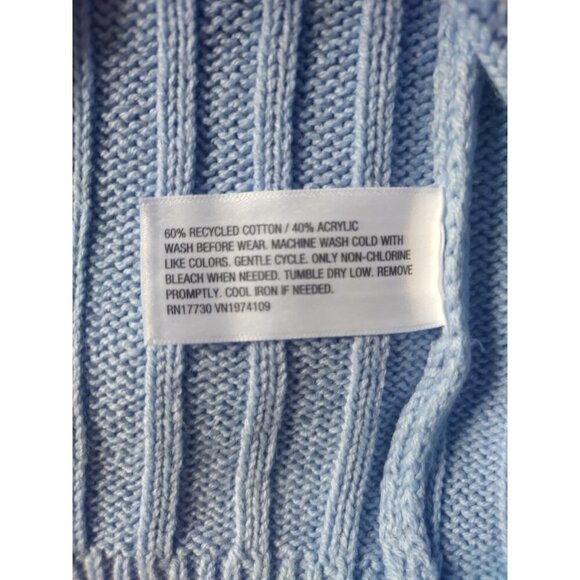 60% RECYCLED COTTON / 40% ACRYLIC
WASH BEFORE WEAR. MACHINE WASH COLD WITH
LIKE COLORS. GENTLE CYCLE. ONLY NON-CHLORINE
BLEACH WHEN NEEDED. TUMBLE DRY LOW. REMOVE
PROMPTLY. COOL IRON IF NEEDED.
RN17730 VN1974109